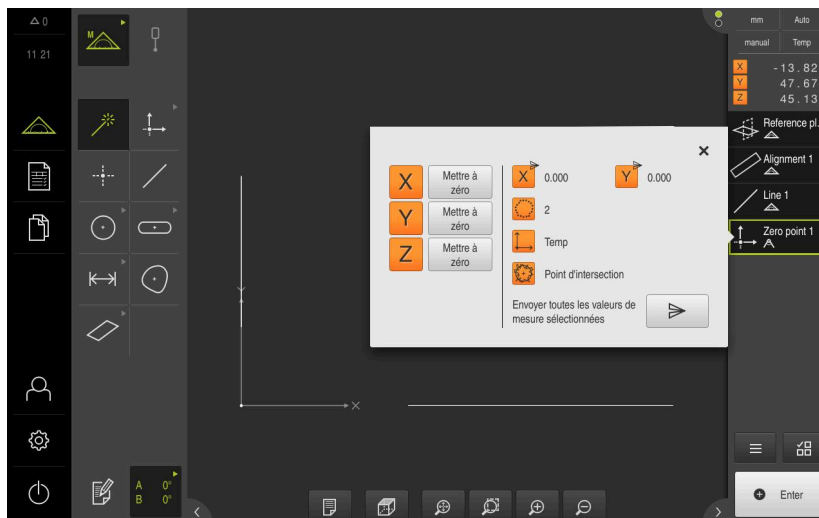 0
11 21
M
A 0°
B 0°
X Mettre à
zéro
Y Mettre à
zéro
Z Mettre à
zéro
X 0.000 Y 0.000
2
Temp
Point d'intersection
Envoyer toutes les valeurs de
mesure sélectionnées
Y
X
mm Auto
manual Temp
X -13.82
Y 47.67
Z 45.13
Reference pl.
Alignment 1
Line 1
Zero point 1
Enter